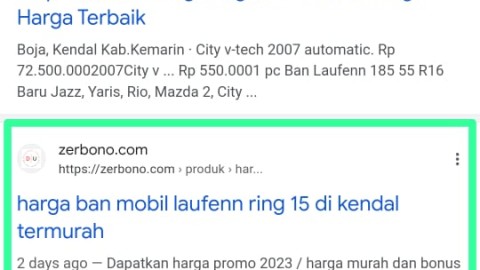 Harga Terbaik
Boja, Kendal Kab.Kemarin · City v-tech 2007 automatic. Rp
72.500.0002007City v ... Rp 550.0001 pc Ban Laufenn 185 55 R16
Baru Jazz, Yaris, Rio, Mazda 2, City ...
zerbono.com
https://zerbono.com › produk › har...
harga ban mobil laufenn ring 15 di kendal
termurah
2 days ago — Dapatkan harga promo 2023 / harga murah dan bonus